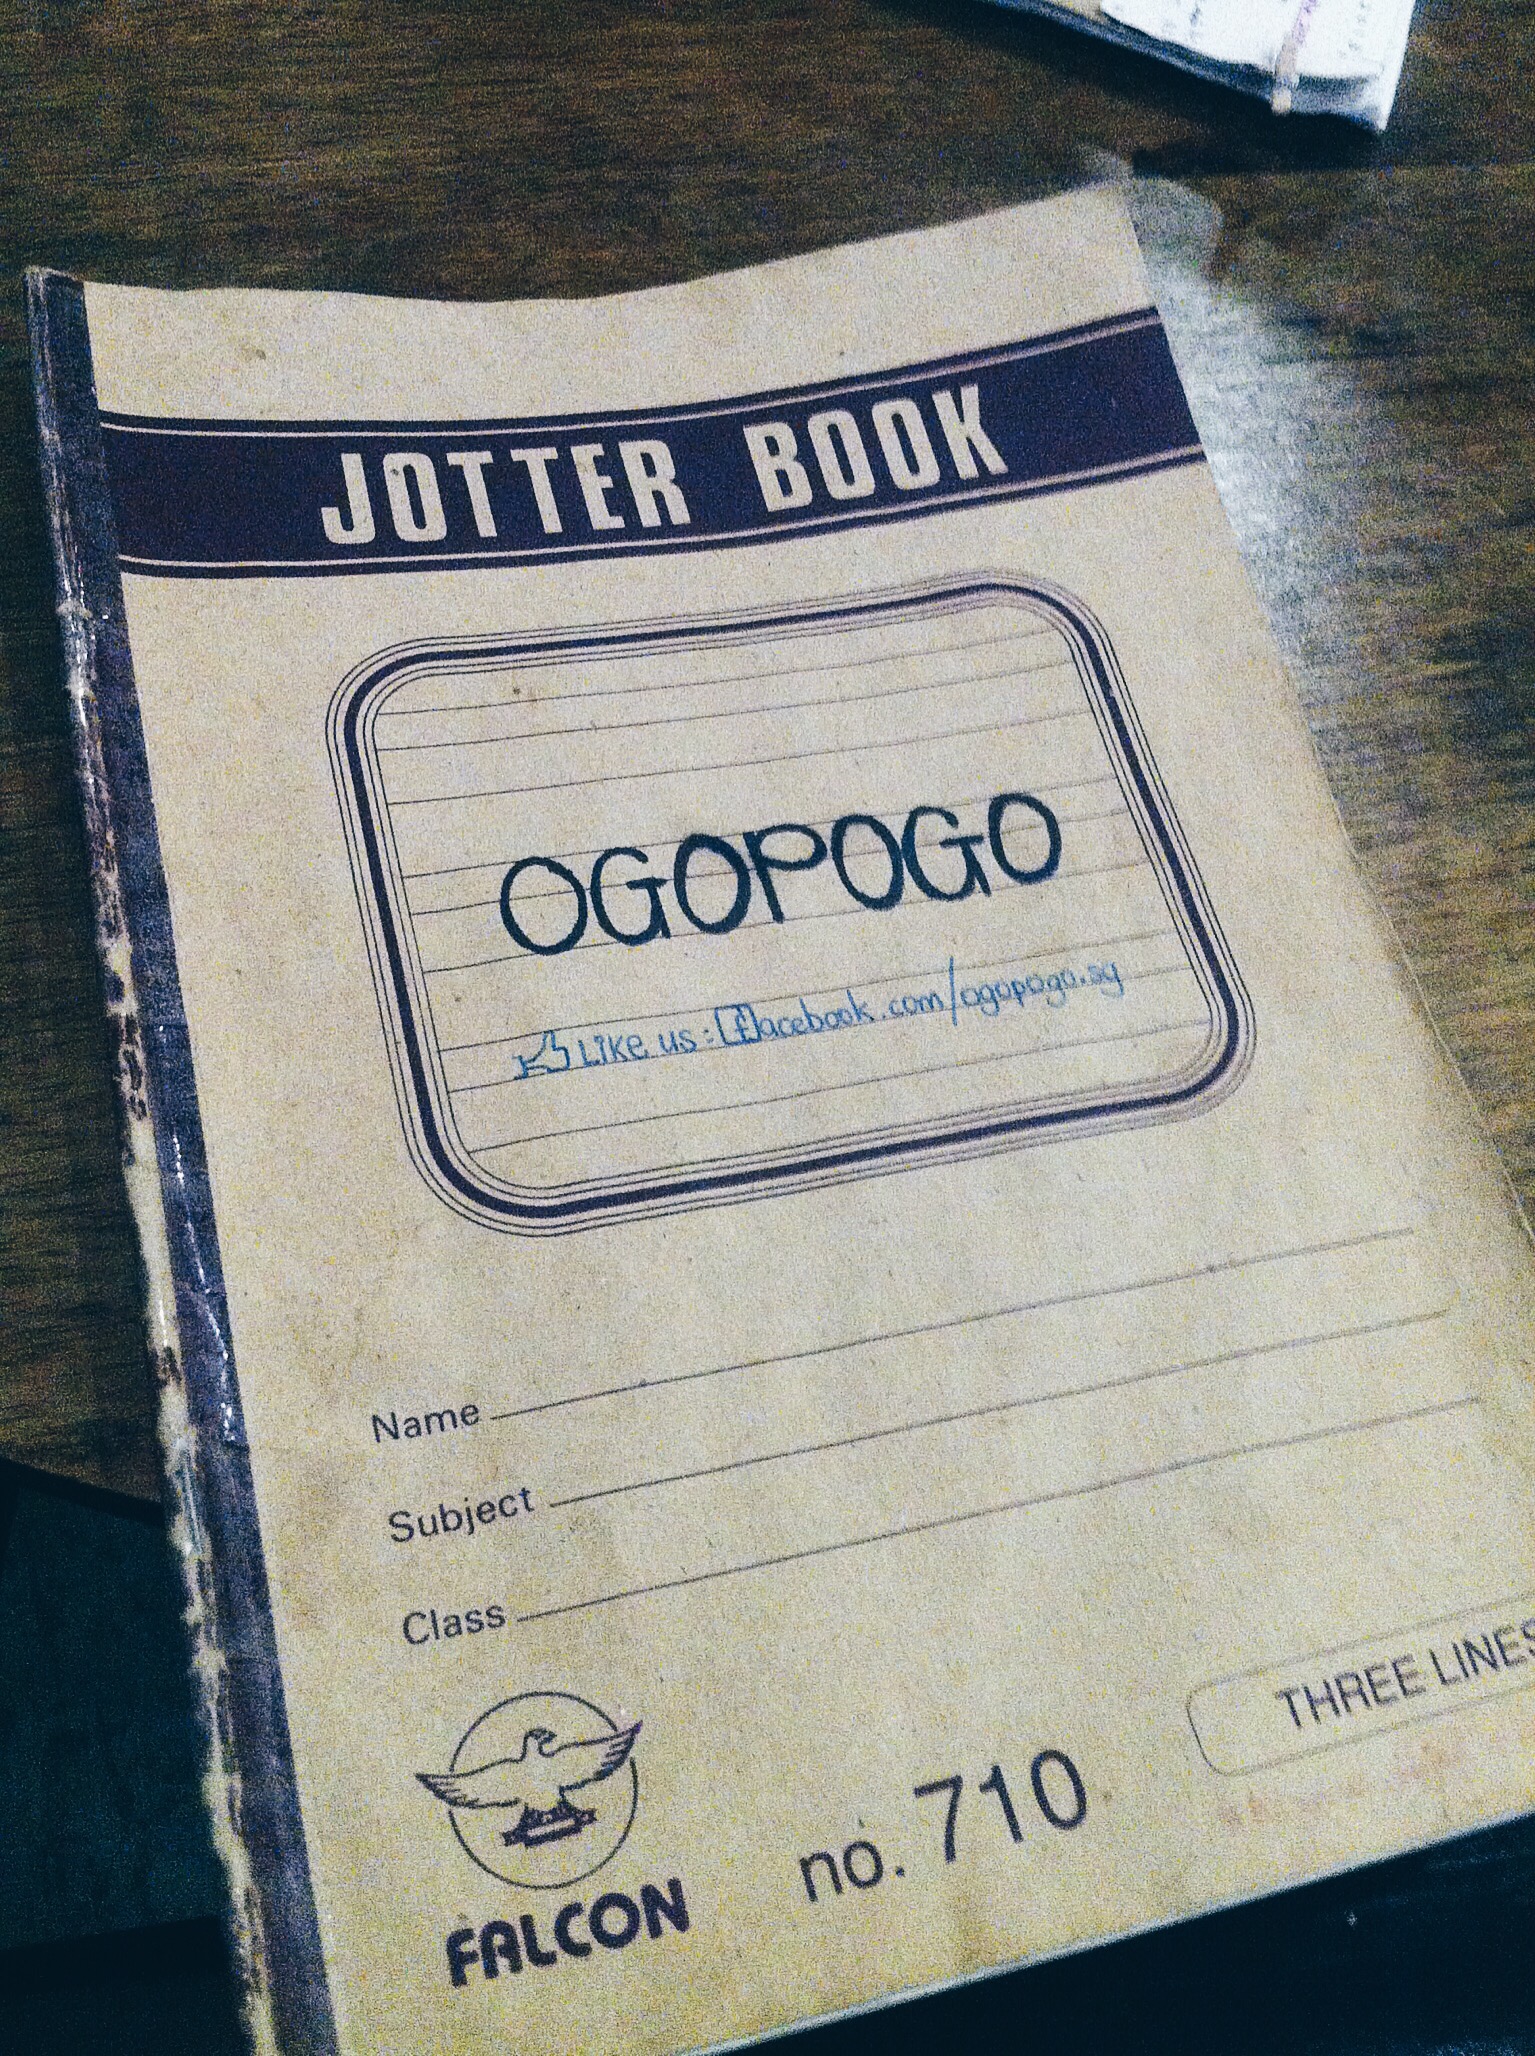 JOTTER BOOK
OGOPOGO
Like us: facebook.com/ogopogo.sg
Name
Subject
Class
THREE LINES
FALCON
no. 710